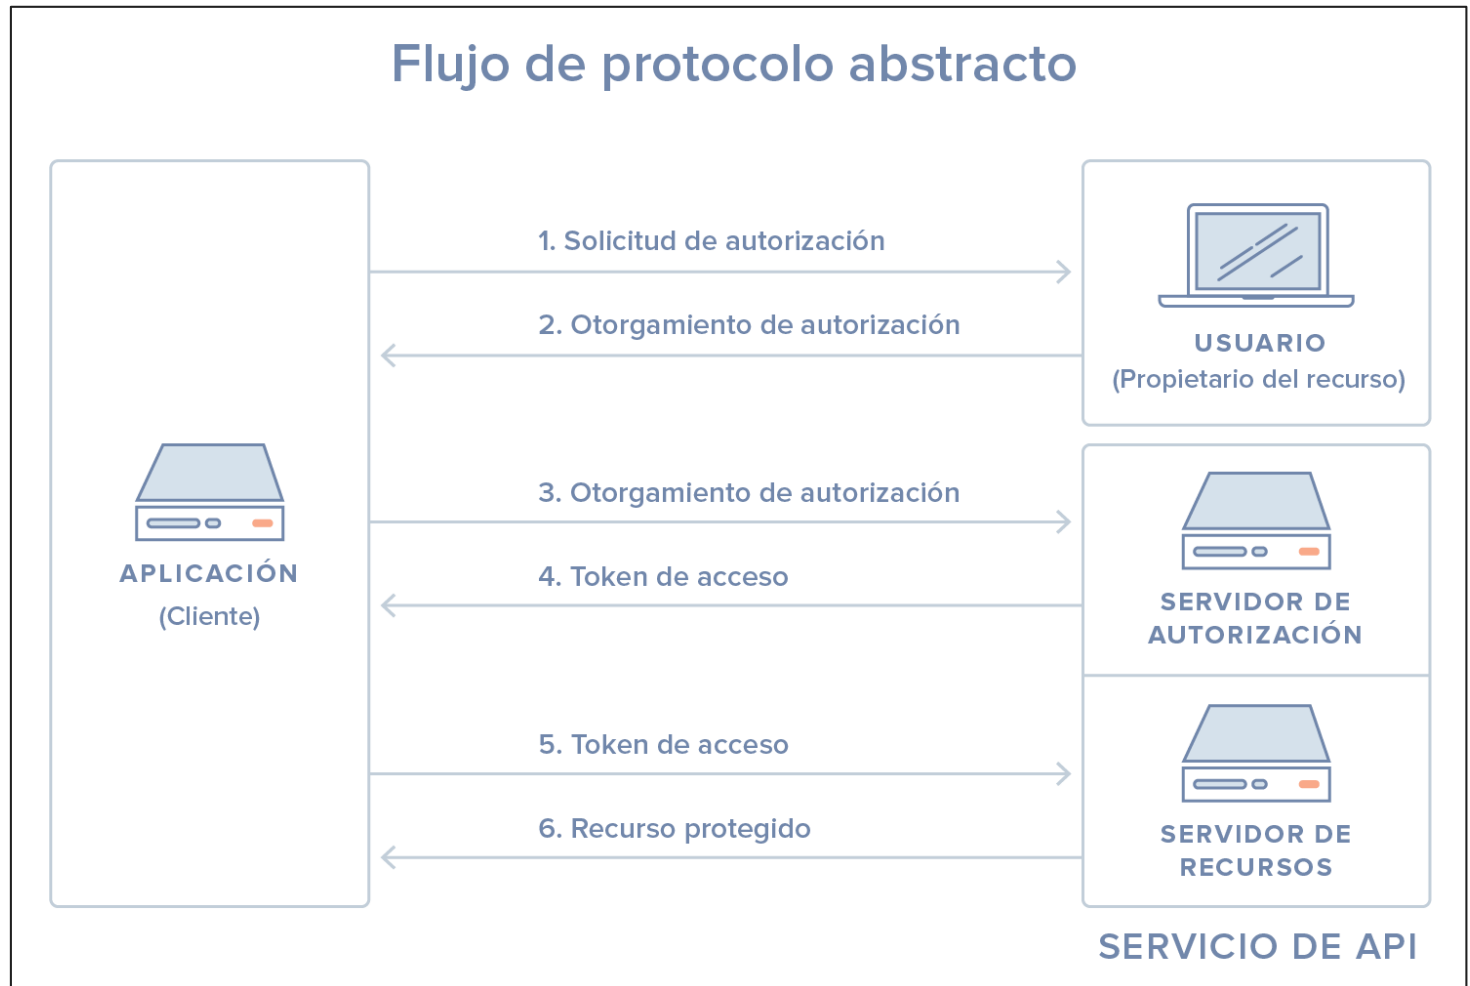 Flujo de protocolo abstracto
1. Solicitud de autorización
2. Otorgamiento de autorización
USUARIO
(Propietario del recurso)
3. Otorgamiento de autorización
APLICACIÓN
(Cliente)
4. Token de acceso
SERVIDOR DE
AUTORIZACIÓN
5. Token de acceso
6. Recurso protegido
SERVIDOR DE
RECURSOS
SERVICIO DE API